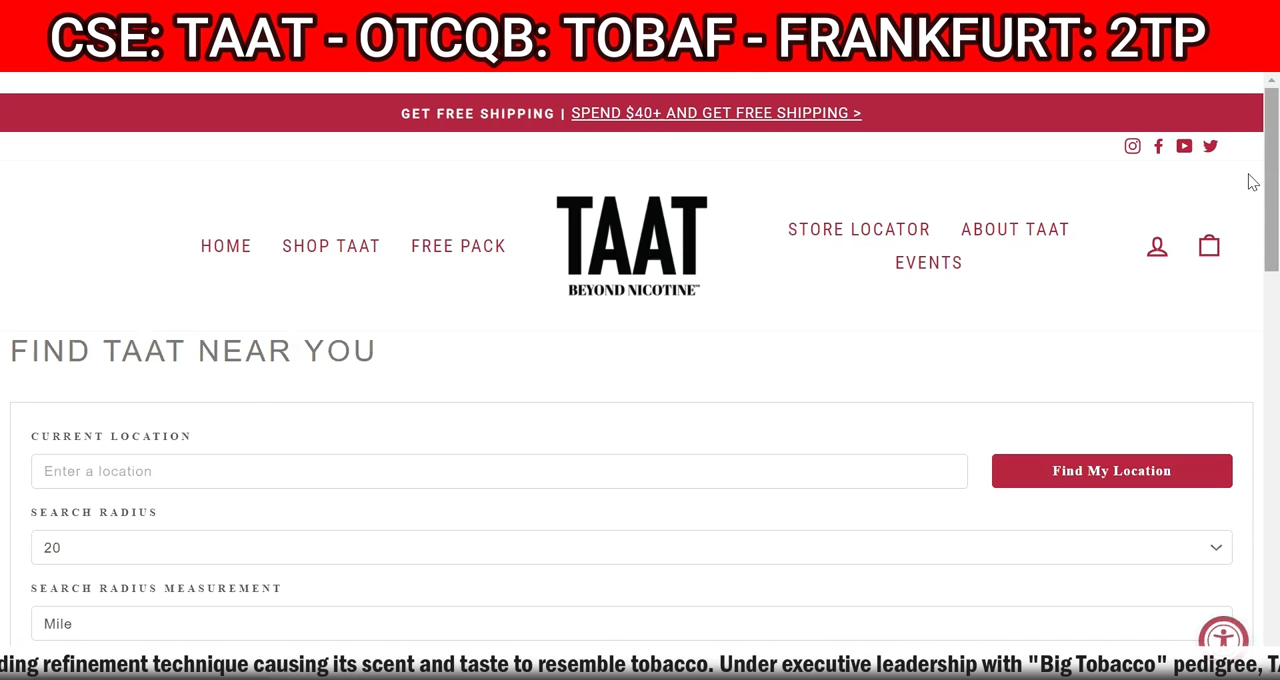 CSE: TAAT - OTCQB: TOBAF - FRANKFURT: 2TP
GET FREE SHIPPING | SPEND $40+ AND GET FREE SHIPPING >
HOME SHOP TAAT FREE PACK
TAAT
BEYOND NICOTINE™
STORE LOCATOR ABOUT TAAT
EVENTS
FIND TAAT NEAR YOU
CURRENT LOCATION
Enter a location
Find My Location
SEARCH RADIUS
20
SEARCH RADIUS MEASUREMENT
Mile
refinement technique causing its scent and taste to resemble tobacco. Under executive leadership with "Big Tobacco" pedigree,